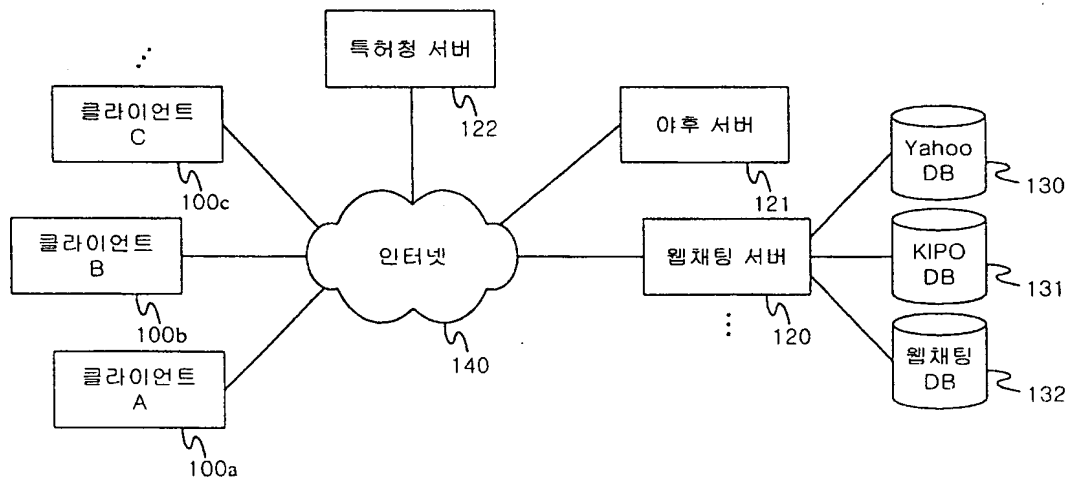 특허청 서버
122
클라이언트
C
100c
야후 서버
121
Yahoo
DB
130
클라이언트
B
100b
인터넷
140
웹채팅 서버
120
KIPO
DB
131
클라이언트
A
100a
웹채팅
DB
132